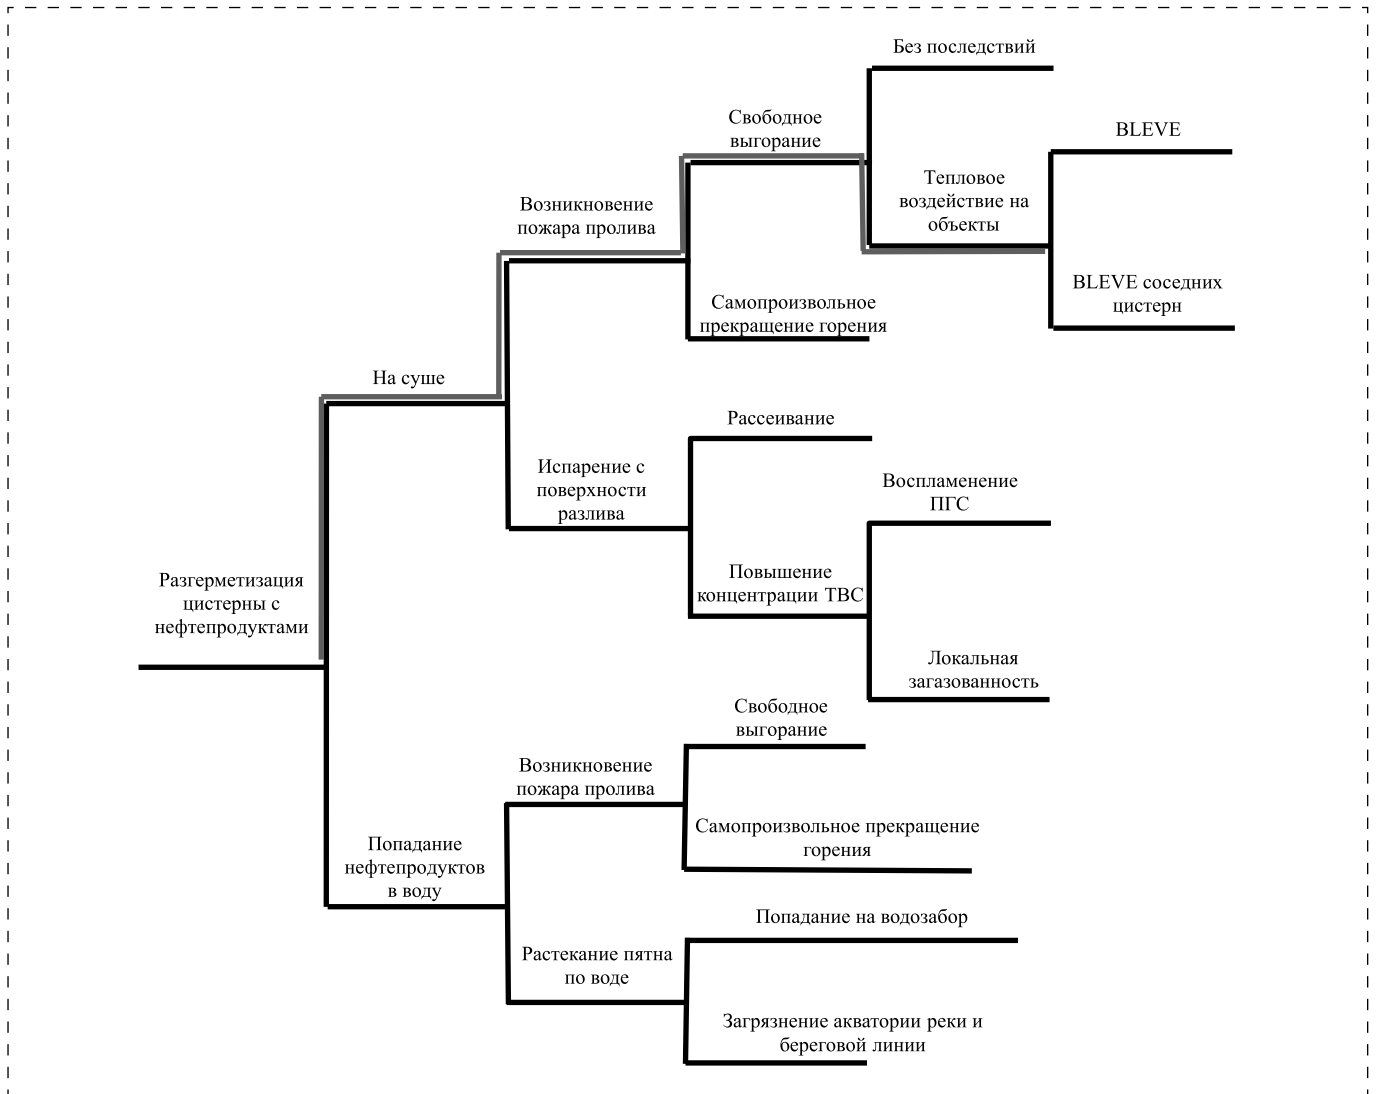 Без последствий
Свободное
выгорание
BLEVE
Тепловое
воздействие на
объекты
Возникновение
пожара пролива
BLEVE соседних
цистерн
Самопроизвольное
прекращение горения
На суше
Рассеивание
Испарение с
поверхности
разлива
Воспламенение
ПГС
Повышение
концентрации ТВС
Разгерметизация
цистерны с
нефтепродуктами
Локальная
загазованность
Свободное
выгорание
Возникновение
пожара пролива
Самопроизвольное прекращение
горения
Попадание
нефтепродуктов
в воду
Попадание на водозабор
Растекание пятна
по воде
Загрязнение акватории реки и
береговой линии